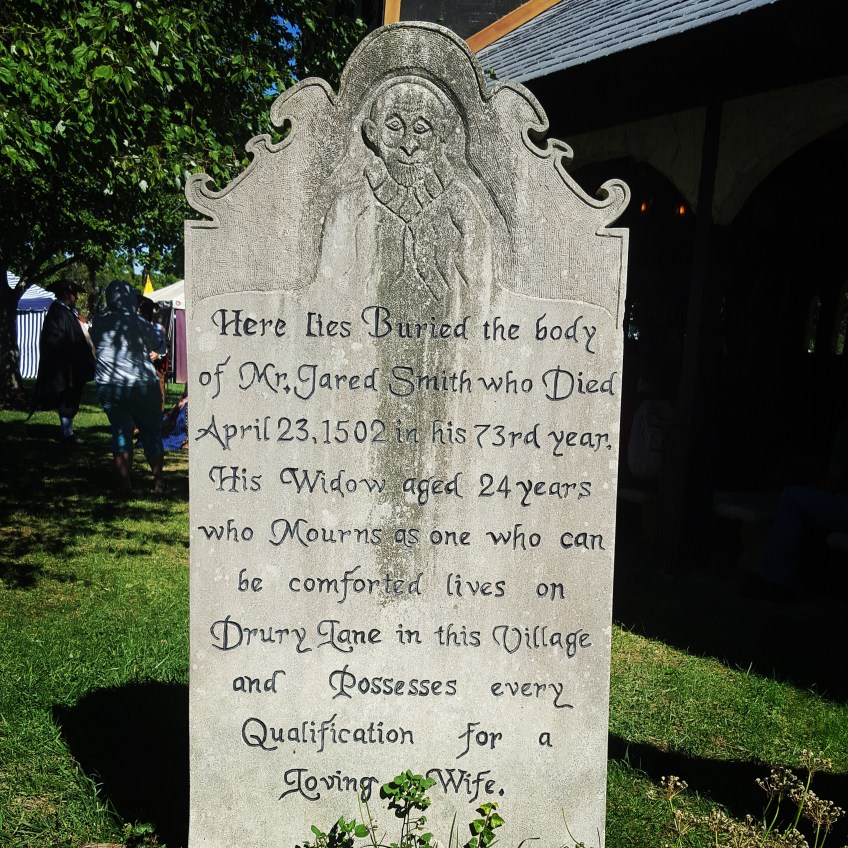 Here Lies Buried the body
of Mr. Jared Smith who Died
April 23, 1502 in his 73rd year.
His Widow aged 24 years
who Mourns as one who can
be comforted lives on
Drury Lane in this Village
and Possesses every
Qualification for a
Loving Wife.